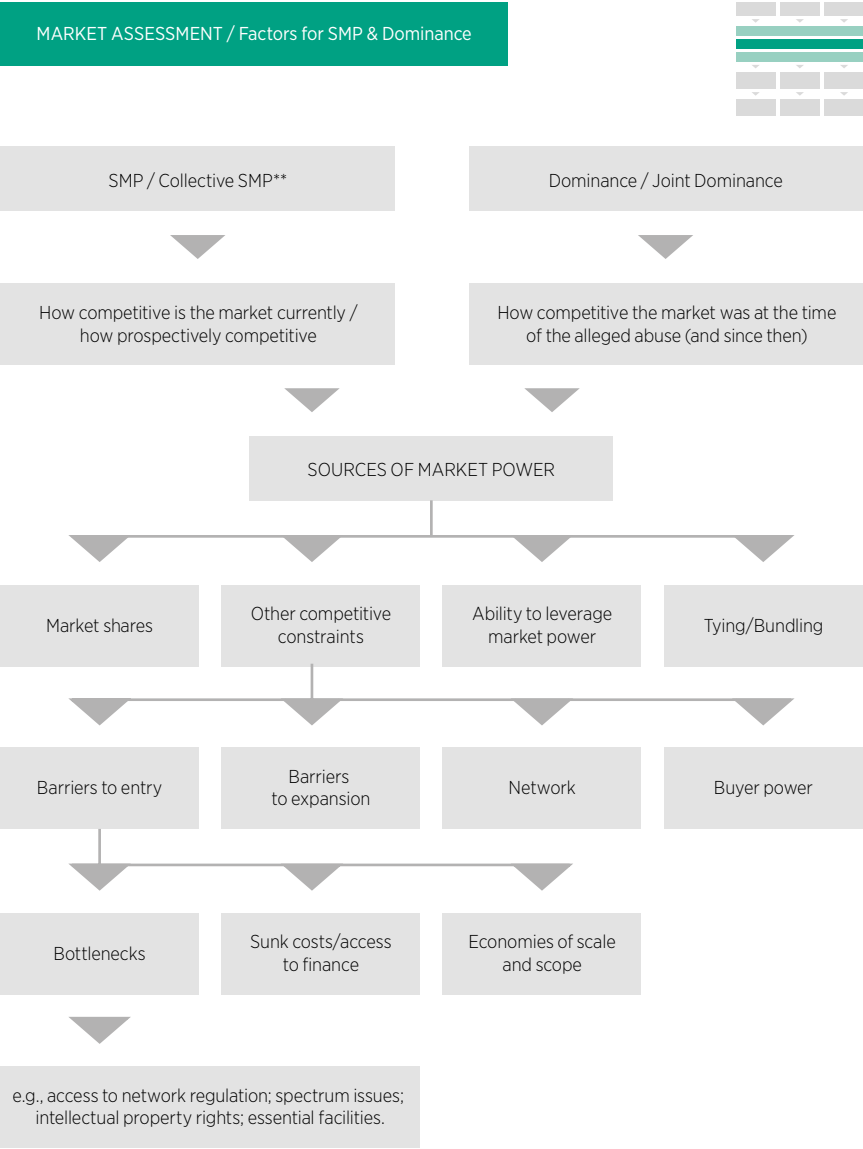 MARKET ASSESSMENT / Factors for SMP & Dominance
SMP / Collective SMP**
Dominance / Joint Dominance
How competitive is the market currently /
how prospectively competitive
How competitive the market was at the time
of the alleged abuse (and since then)
SOURCES OF MARKET POWER
Market shares
Other competitive
constraints
Ability to leverage
market power
Tying/Bundling
Barriers to entry
Barriers
to expansion
Network
Buyer power
Bottlenecks
Sunk costs/access
to finance
Economies of scale
and scope
e.g., access to network regulation; spectrum issues;
intellectual property rights; essential facilities.